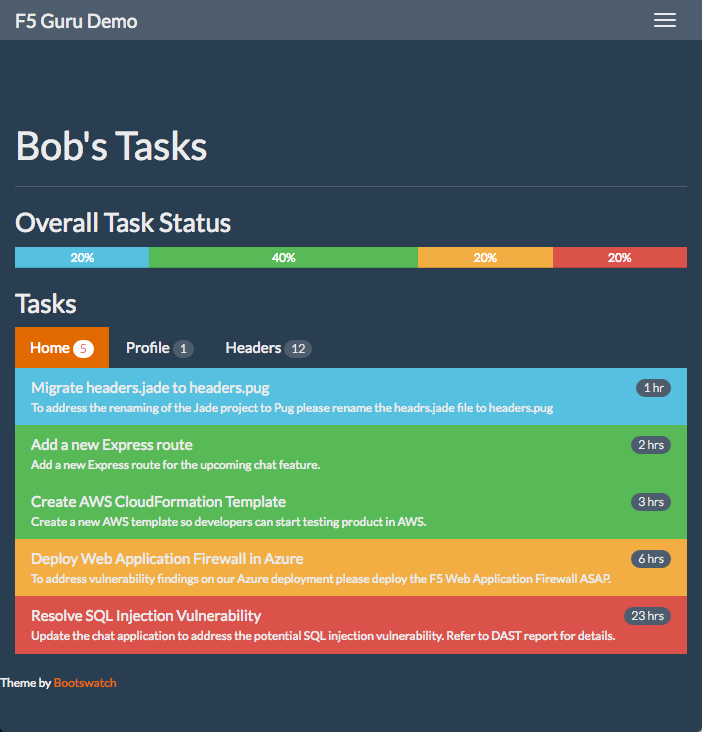 F5 Guru Demo
Bob's Tasks
Overall Task Status
20% 40% 20% 20%
Tasks
Home 5 Profile 1 Headers 12
Migrate headers.jade to headers.pug 1 hr
To address the renaming of the Jade project to Pug please rename the headrs.jade file to headers.pug
Add a new Express route 2 hrs
Add a new Express route for the upcoming chat feature.
Create AWS CloudFormation Template 3 hrs
Create a new AWS template so developers can start testing product in AWS.
Deploy Web Application Firewall in Azure 6 hrs
To address vulnerability findings on our Azure deployment please deploy the F5 Web Application Firewall ASAP.
Resolve SQL Injection Vulnerability 23 hrs
Update the chat application to address the potential SQL injection vulnerability. Refer to DAST report for details.
Theme by Bootswatch